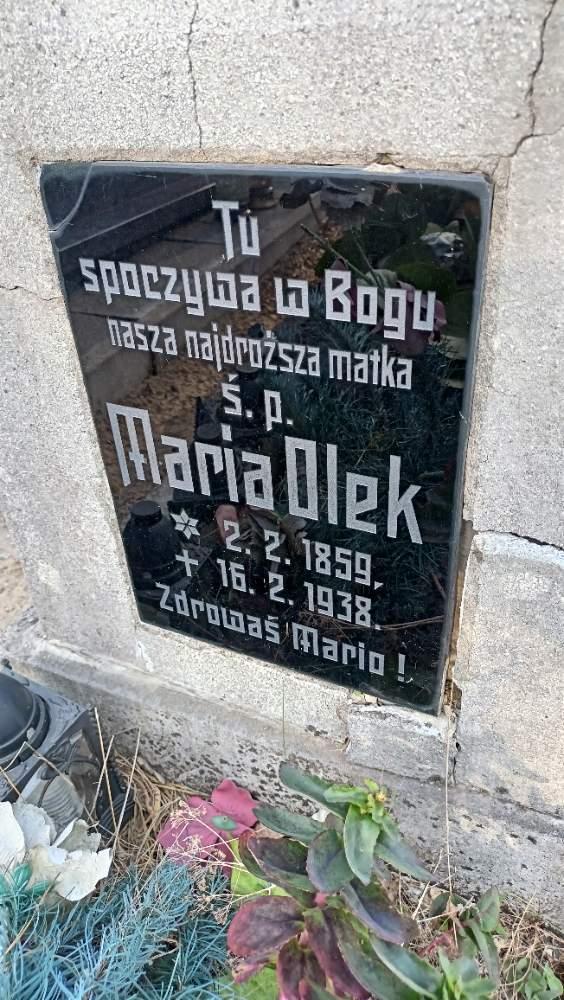 Tu
spoczywa w Bogu
nasza najdroższa matka
ś. p.
Maria Olek
* 2. 2. 1859,
+ 16. 2. 1938.
Zdrowaś Mario!